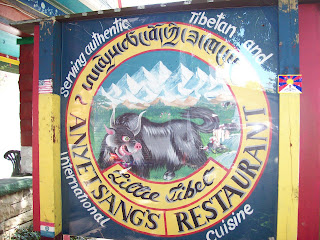 Serving authentic Tibetan and
International Cuisine
ANYETSANG'S RESTAURANT
Little Tibet